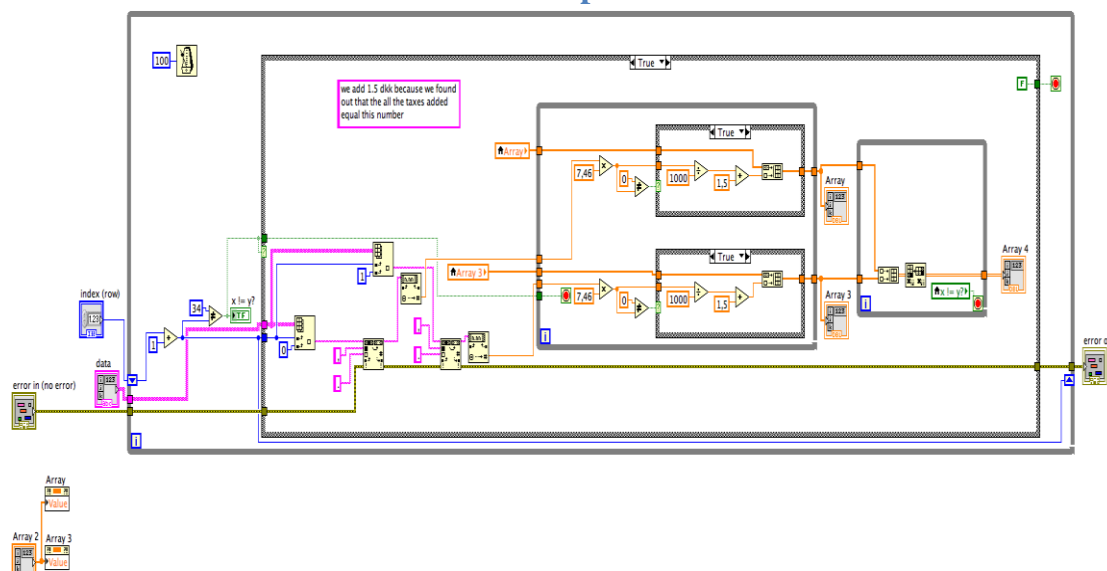 100
True
we add 1.5 dkk because we found
out that the all the taxes added
equal this number
F
True
Array
7,46
0
1000
1,5
Array
Array 4
1
Array 3
True
index (row)
34
x != y?
TF
7,46
0
1000
1,5
Array 3
x != y?
1
0
i
i
data
error in (no error)
error o
i
Array
Value
Array 2
Array 3
Value